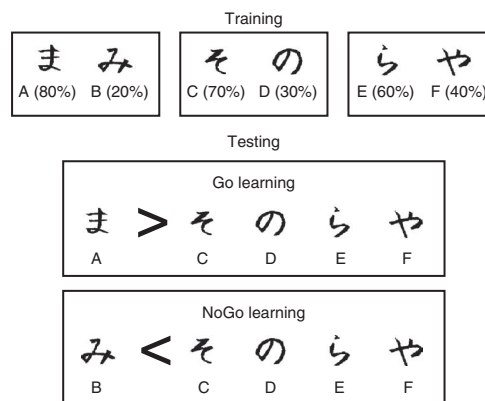 Training
ま み そ の ら や
A (80%) B (20%) C (70%) D (30%) E (60%) F (40%)
Testing
Go learning
ま > そ の ら や
A C D E F
NoGo learning
み < そ の ら や
B C D E F